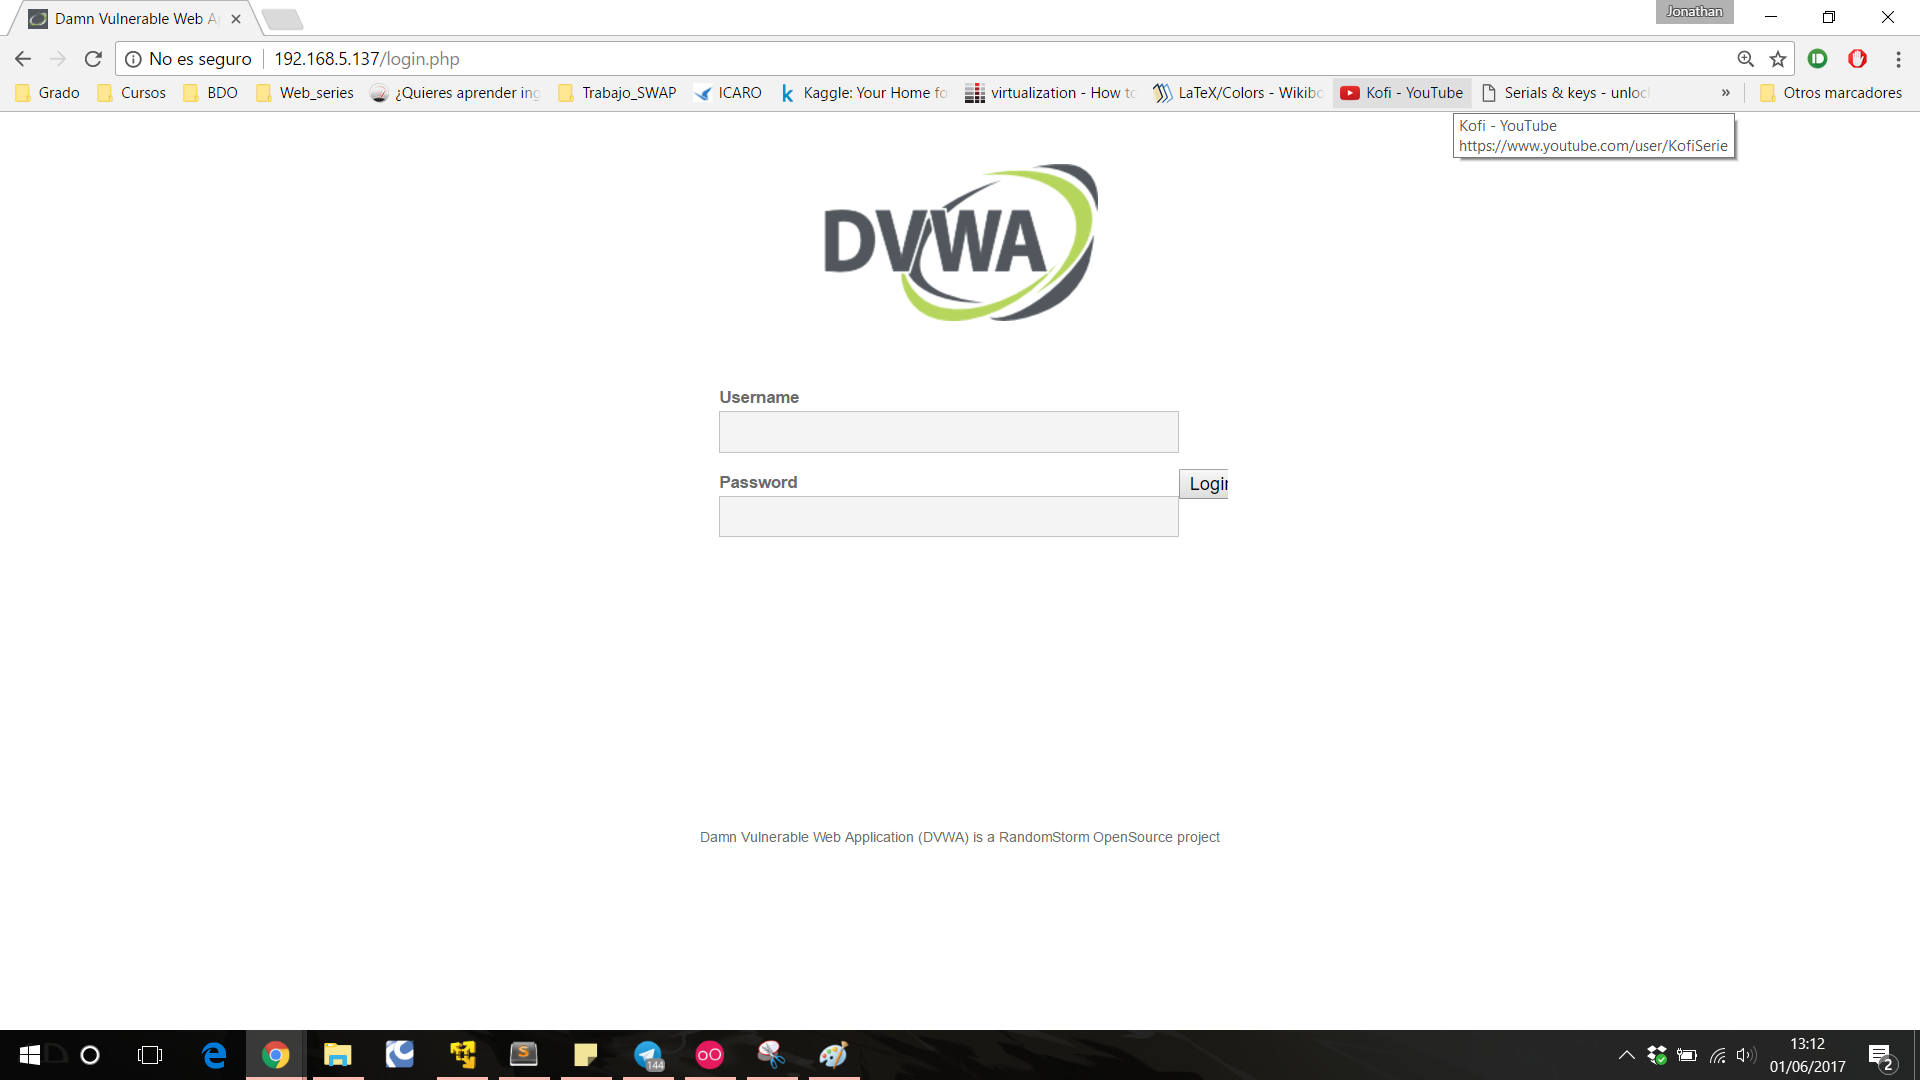 Damn Vulnerable Web A
Jonathan
No es seguro
192.168.5.137/login.php
Grado
Cursos
BDO
Web_series
¿Quieres aprender ing
Trabajo_SWAP
ICARO
k
Kaggle: Your Home fo
virtualization - How to
LaTeX/Colors - Wikibo
Kofi - YouTube
Serials & keys - unloc
»
Otros marcadores
Kofi - YouTube
https://www.youtube.com/user/KofiSerie
DVWA
Username
Password
Login
Damn Vulnerable Web Application (DVWA) is a RandomStorm OpenSource project
S
144
13:12
01/06/2017
2